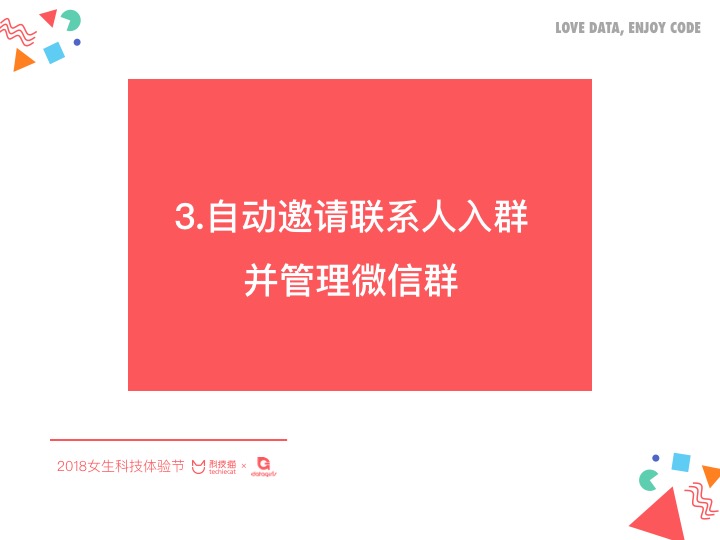 LOVE DATA, ENJOY CODE
3.自动邀请联系人入群
并管理微信群
2018女生科技体验节 科技猫 techiecat × datagirls